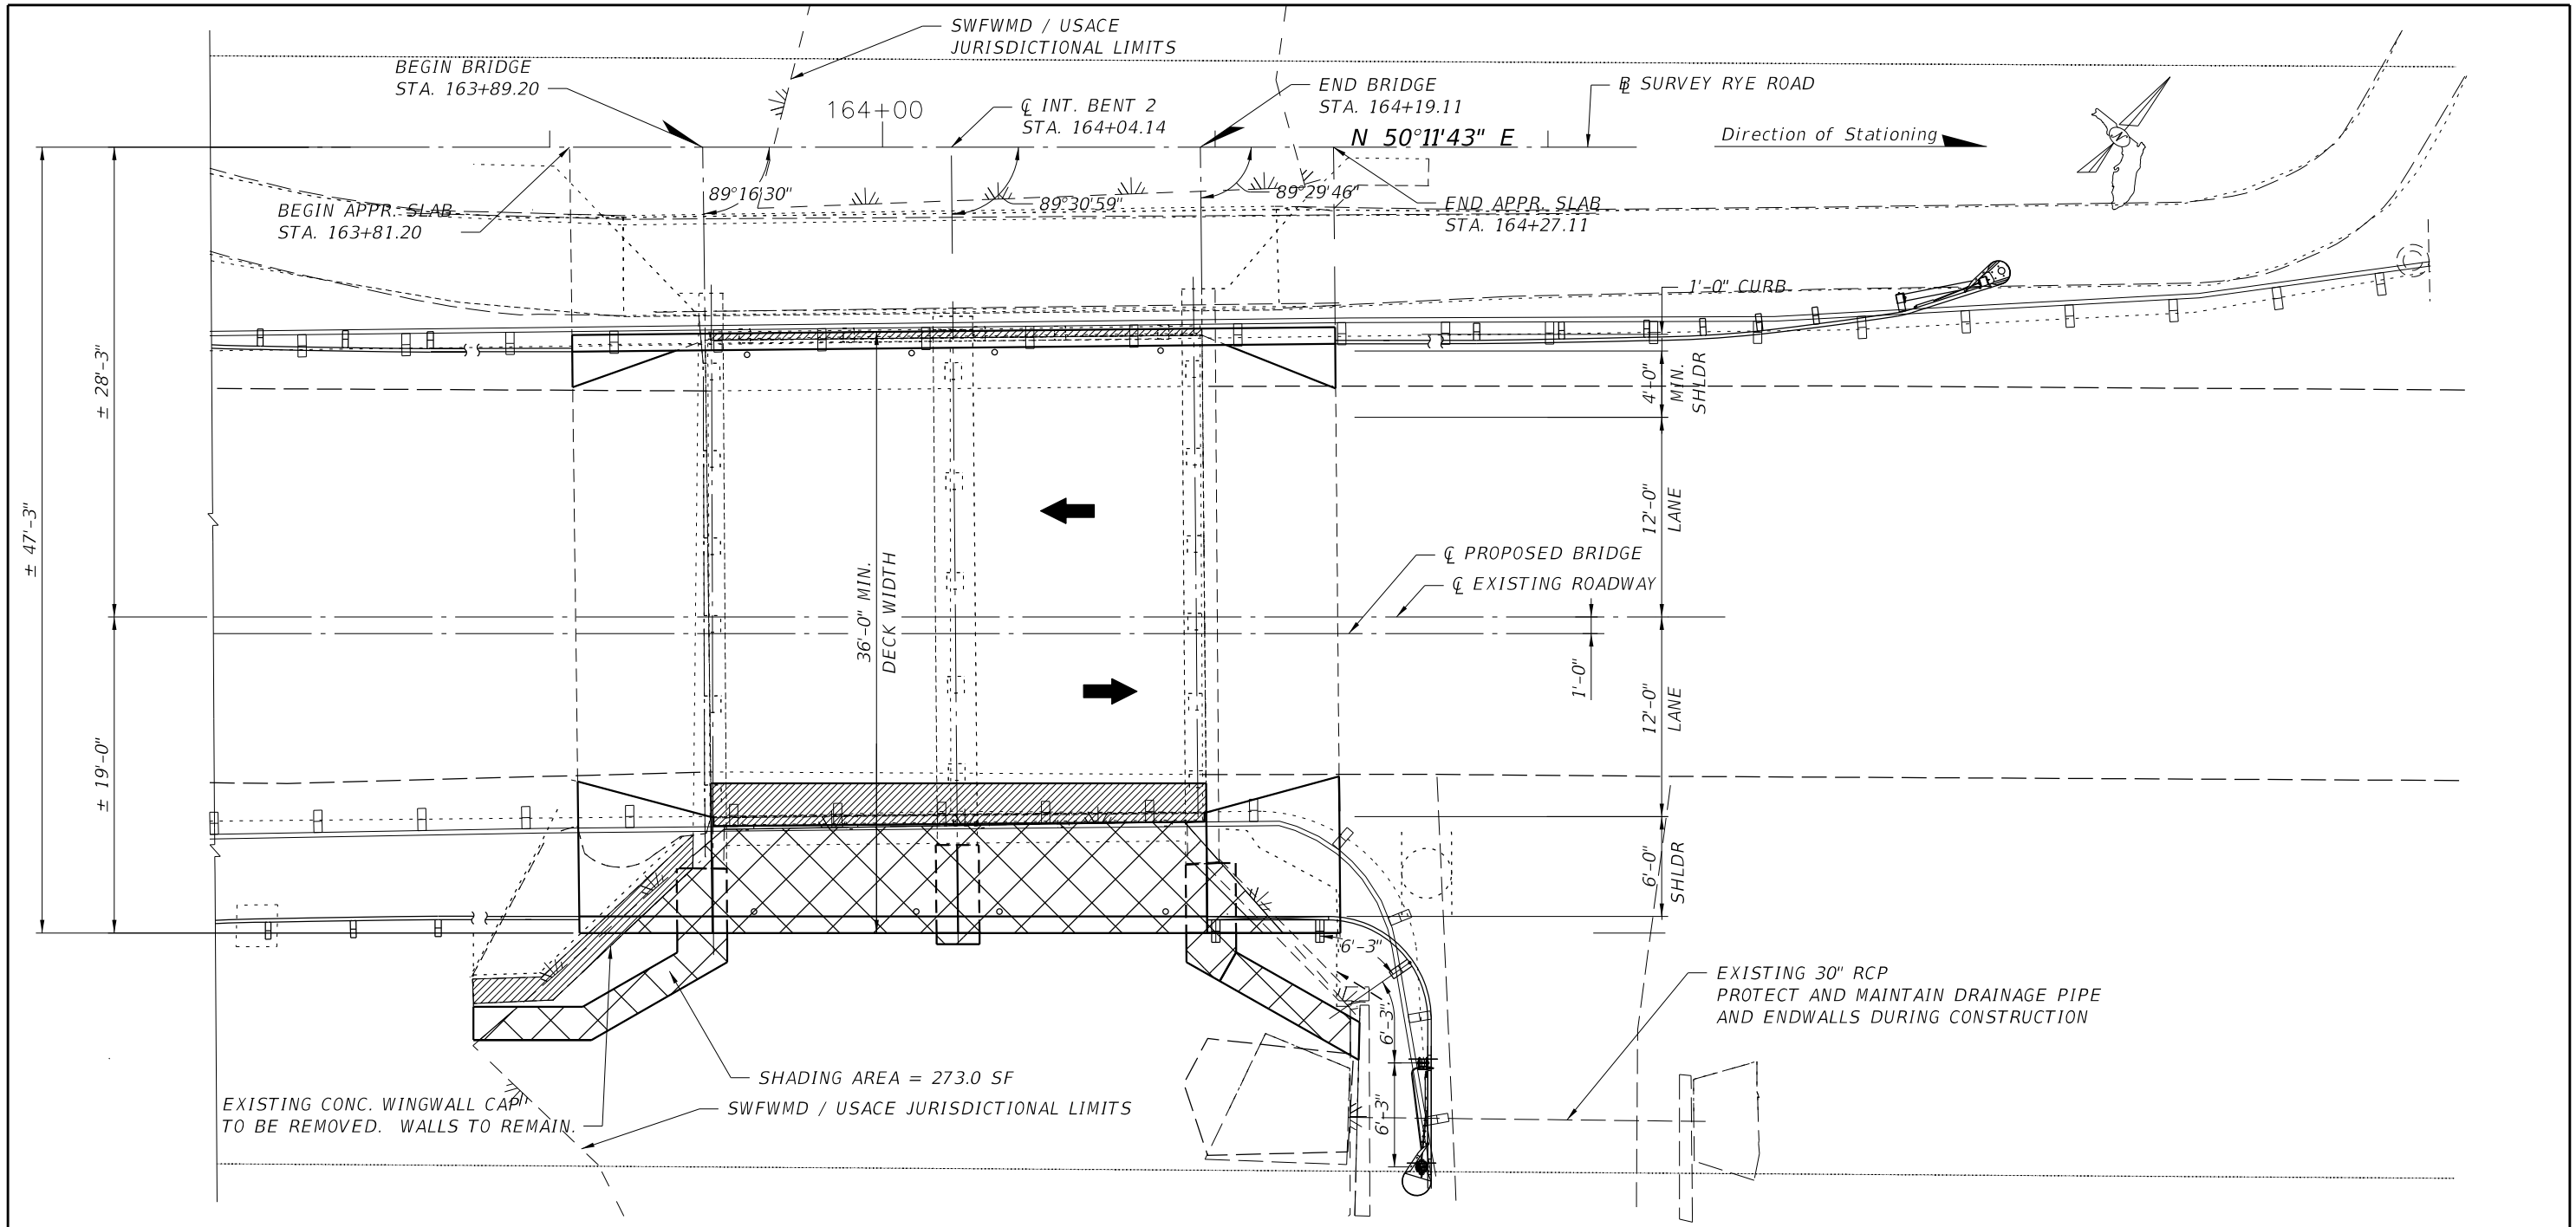 SWFWMD / USACE
JURISDICTIONAL LIMITS
BEGIN BRIDGE
STA. 163+89.20
164+00
℄ INT. BENT 2
STA. 164+04.14
END BRIDGE
STA. 164+19.11
N 50°11'43" E
℄ SURVEY RYE ROAD
Direction of Stationing
N
89°16'30"
89°30'59"
89°29'46"
BEGIN APPR. SLAB
STA. 163+81.20
END APPR. SLAB
STA. 164+27.11
1'-0" CURB
4'-0"
MIN.
SHLDR
± 28'-3"
± 47'-3"
12'-0"
LANE
36'-0" MIN.
DECK WIDTH
℄ PROPOSED BRIDGE
℄ EXISTING ROADWAY
1'-0"
12'-0"
LANE
± 19'-0"
6'-0"
SHLDR
6'-3"
6'-3"
6'-3"
EXISTING 30" RCP
PROTECT AND MAINTAIN DRAINAGE PIPE
AND ENDWALLS DURING CONSTRUCTION
SHADING AREA = 273.0 SF
SWFWMD / USACE JURISDICTIONAL LIMITS
EXISTING CONC. WINGWALL CAP
TO BE REMOVED. WALLS TO REMAIN.